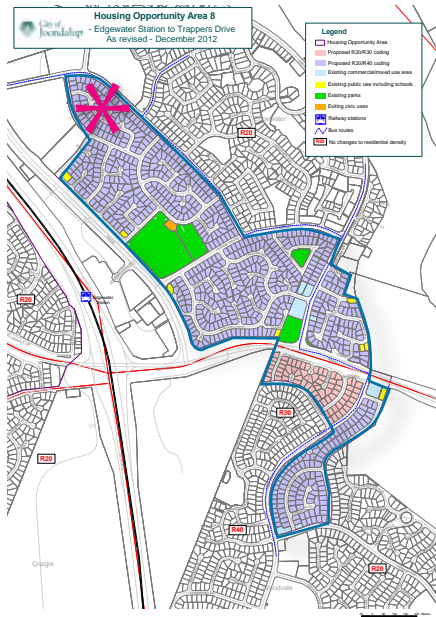 City of
Joondalup
Housing Opportunity Area 8
- Edgewater Station to Trappers Drive
As revised - December 2012
Legend
Housing Opportunity Area
Proposed R20/R30 coding
Proposed R20/R40 coding
Existing commercial/mixed use area
Existing public use including schools
Existing parks
Exiting civic uses
Railway stations
Bus routes
R20 No changes to residential density
R20
R20
Edgewater
Station
R30
R20
R40
Craigie
R20